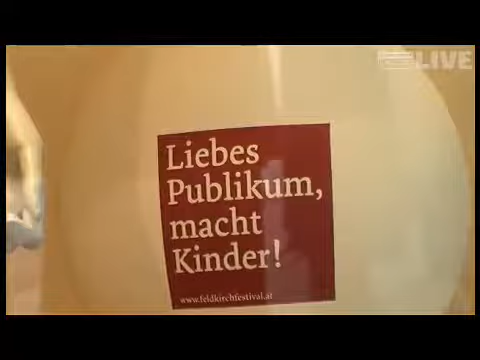 LIVE
Liebes
Publikum,
macht
Kinder!
www.feldkirchfestival.at